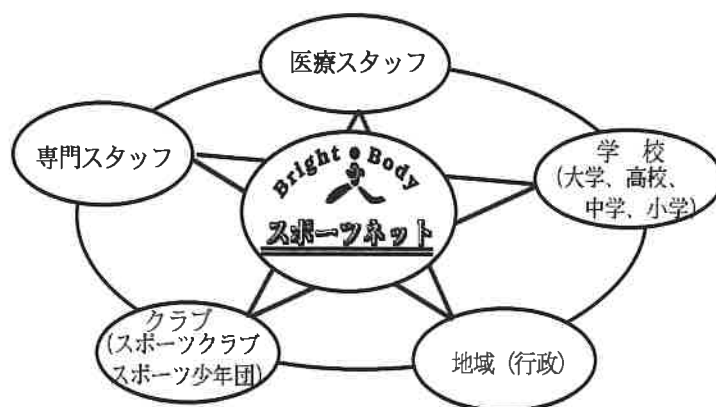 医療スタッフ
専門スタッフ
Bright Body
スポーツネット
学 校
(大学、高校、
中学、小学)
クラブ
(スポーツクラブ
スポーツ少年団)
地域 (行政)